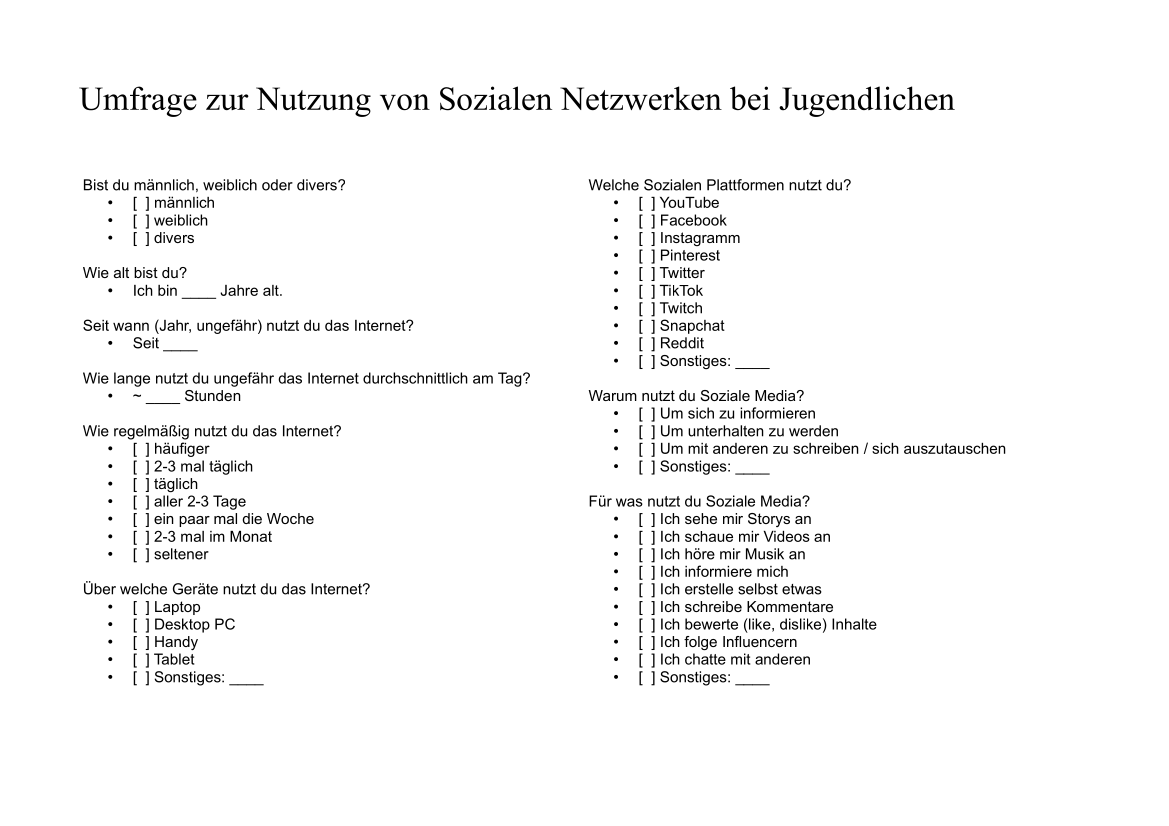 Umfrage zur Nutzung von Sozialen Netzwerken bei Jugendlichen
Bist du männlich, weiblich oder divers?
• [ ] männlich
• [ ] weiblich
• [ ] divers
Wie alt bist du?
• Ich bin ____ Jahre alt.
Seit wann (Jahr, ungefähr) nutzt du das Internet?
• Seit ____
Wie lange nutzt du ungefähr das Internet durchschnittlich am Tag?
• ~ ____ Stunden
Wie regelmäßig nutzt du das Internet?
• [ ] häufiger
• [ ] 2-3 mal täglich
• [ ] täglich
• [ ] aller 2-3 Tage
• [ ] ein paar mal die Woche
• [ ] 2-3 mal im Monat
• [ ] seltener
Über welche Geräte nutzt du das Internet?
• [ ] Laptop
• [ ] Desktop PC
• [ ] Handy
• [ ] Tablet
• [ ] Sonstiges: ____
Welche Sozialen Plattformen nutzt du?
• [ ] YouTube
• [ ] Facebook
• [ ] Instagramm
• [ ] Pinterest
• [ ] Twitter
• [ ] TikTok
• [ ] Twitch
• [ ] Snapchat
• [ ] Reddit
• [ ] Sonstiges: ____
Warum nutzt du Soziale Media?
• [ ] Um sich zu informieren
• [ ] Um unterhalten zu werden
• [ ] Um mit anderen zu schreiben / sich auszutauschen
• [ ] Sonstiges: ____
Für was nutzt du Soziale Media?
• [ ] Ich sehe mir Storys an
• [ ] Ich schaue mir Videos an
• [ ] Ich höre mir Musik an
• [ ] Ich informiere mich
• [ ] Ich erstelle selbst etwas
• [ ] Ich schreibe Kommentare
• [ ] Ich bewerte (like, dislike) Inhalte
• [ ] Ich folge Influencern
• [ ] Ich chatte mit anderen
• [ ] Sonstiges: ____